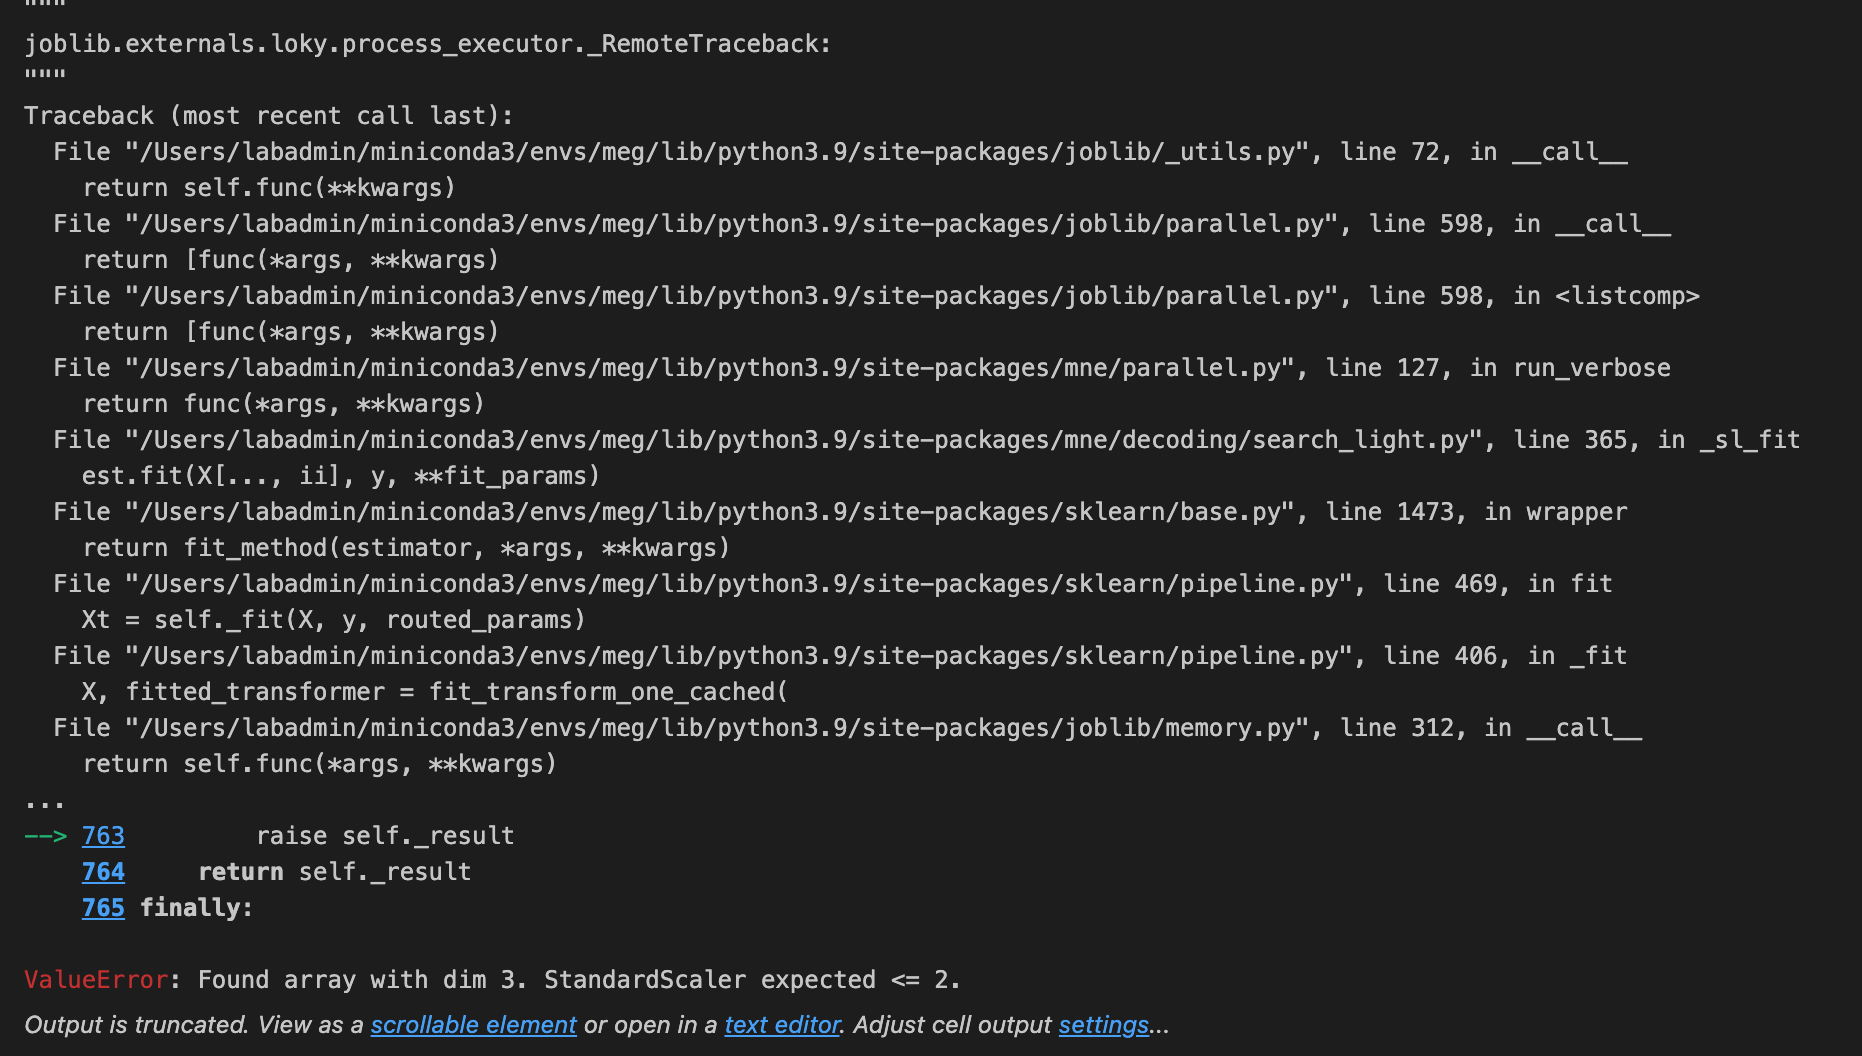 """
joblib.externals.loky.process_executor._RemoteTraceback:
"""
Traceback (most recent call last):
  File "/Users/labadmin/miniconda3/envs/meg/lib/python3.9/site-packages/joblib/_utils.py", line 72, in __call__
    return self.func(**kwargs)
  File "/Users/labadmin/miniconda3/envs/meg/lib/python3.9/site-packages/joblib/parallel.py", line 598, in __call__
    return [func(*args, **kwargs)
  File "/Users/labadmin/miniconda3/envs/meg/lib/python3.9/site-packages/joblib/parallel.py", line 598, in <listcomp>
    return [func(*args, **kwargs)
  File "/Users/labadmin/miniconda3/envs/meg/lib/python3.9/site-packages/mne/parallel.py", line 127, in run_verbose
    return func(*args, **kwargs)
  File "/Users/labadmin/miniconda3/envs/meg/lib/python3.9/site-packages/mne/decoding/search_light.py", line 365, in _sl_fit
    est.fit(X[..., ii], y, **fit_params)
  File "/Users/labadmin/miniconda3/envs/meg/lib/python3.9/site-packages/sklearn/base.py", line 1473, in wrapper
    return fit_method(estimator, *args, **kwargs)
  File "/Users/labadmin/miniconda3/envs/meg/lib/python3.9/site-packages/sklearn/pipeline.py", line 469, in fit
    Xt = self._fit(X, y, routed_params)
  File "/Users/labadmin/miniconda3/envs/meg/lib/python3.9/site-packages/sklearn/pipeline.py", line 406, in _fit
    X, fitted_transformer = fit_transform_one_cached(
  File "/Users/labadmin/miniconda3/envs/meg/lib/python3.9/site-packages/joblib/memory.py", line 312, in __call__
    return self.func(*args, **kwargs)
...
--> 763         raise self._result
    764     return self._result
    765 finally:
ValueError: Found array with dim 3. StandardScaler expected <= 2.
Output is truncated. View as a scrollable element or open in a text editor. Adjust cell output settings...